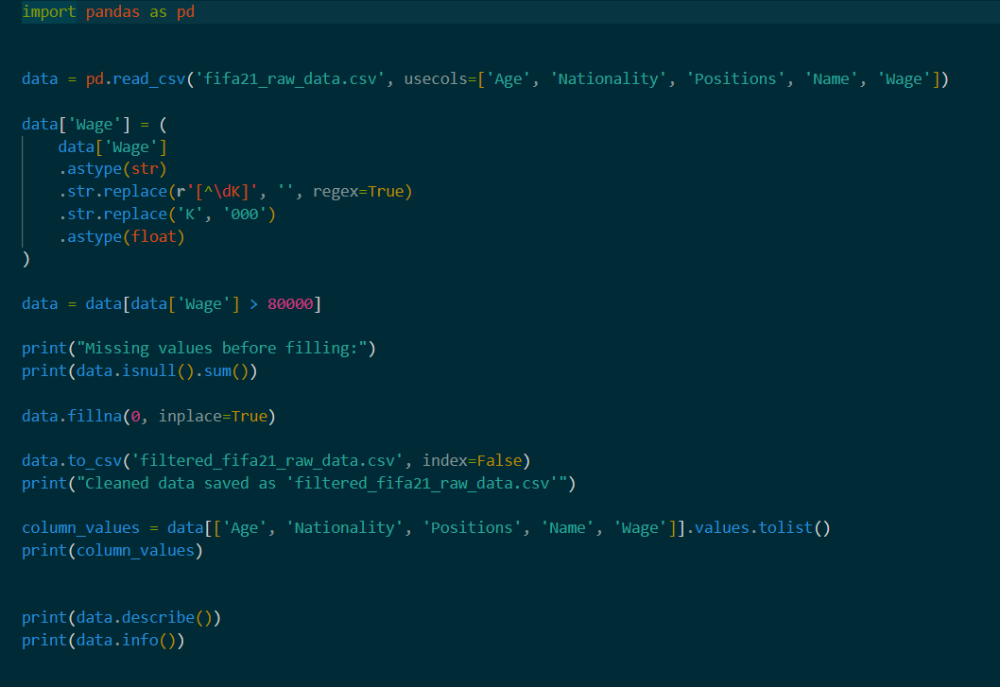 import pandas as pd
data = pd.read_csv('fifa21_raw_data.csv', usecols=['Age', 'Nationality', 'Positions', 'Name', 'Wage'])
data['Wage'] = (
    data['Wage']
    .astype(str)
    .str.replace(r'[^\dK]', '', regex=True)
    .str.replace('K', '000')
    .astype(float)
)
data = data[data['Wage'] > 80000]
print("Missing values before filling:")
print(data.isnull().sum())
data.fillna(0, inplace=True)
data.to_csv('filtered_fifa21_raw_data.csv', index=False)
print("Cleaned data saved as 'filtered_fifa21_raw_data.csv'")
column_values = data[['Age', 'Nationality', 'Positions', 'Name', 'Wage']].values.tolist()
print(column_values)
print(data.describe())
print(data.info())